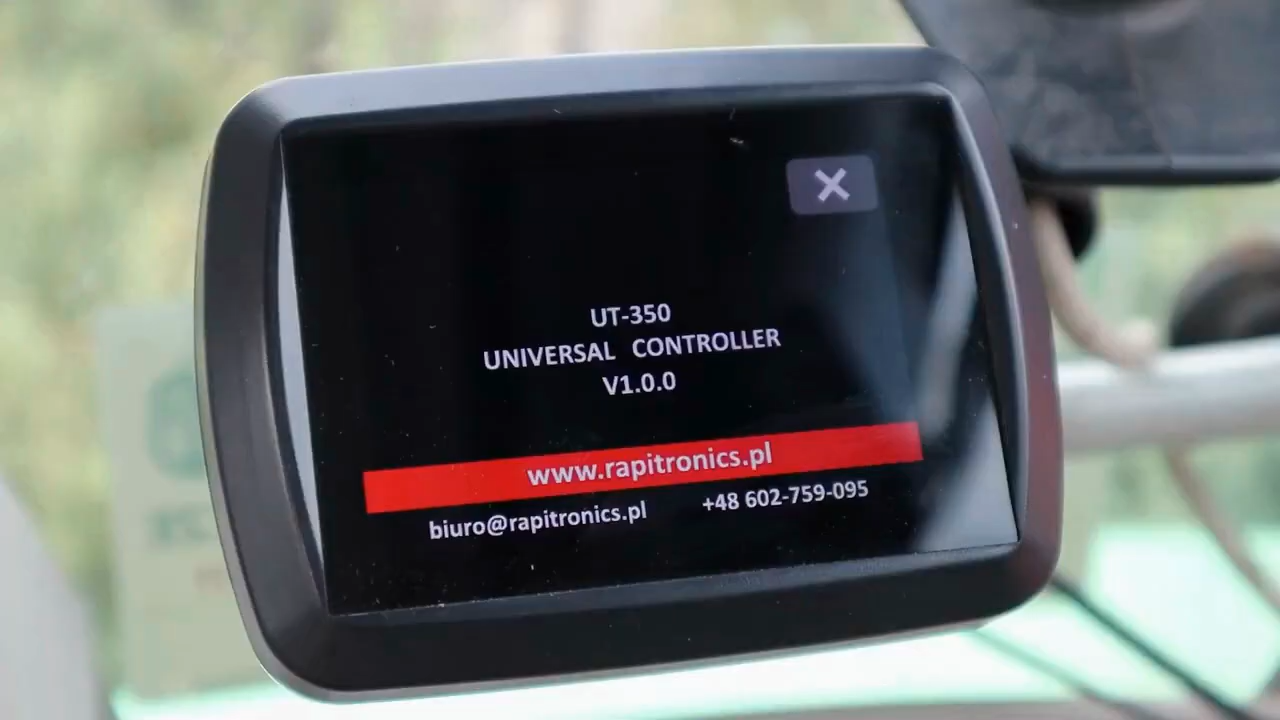 UT-350
UNIVERSAL CONTROLLER
V1.0.0
www.rapitronics.pl
biuro@rapitronics.pl +48 602-759-095